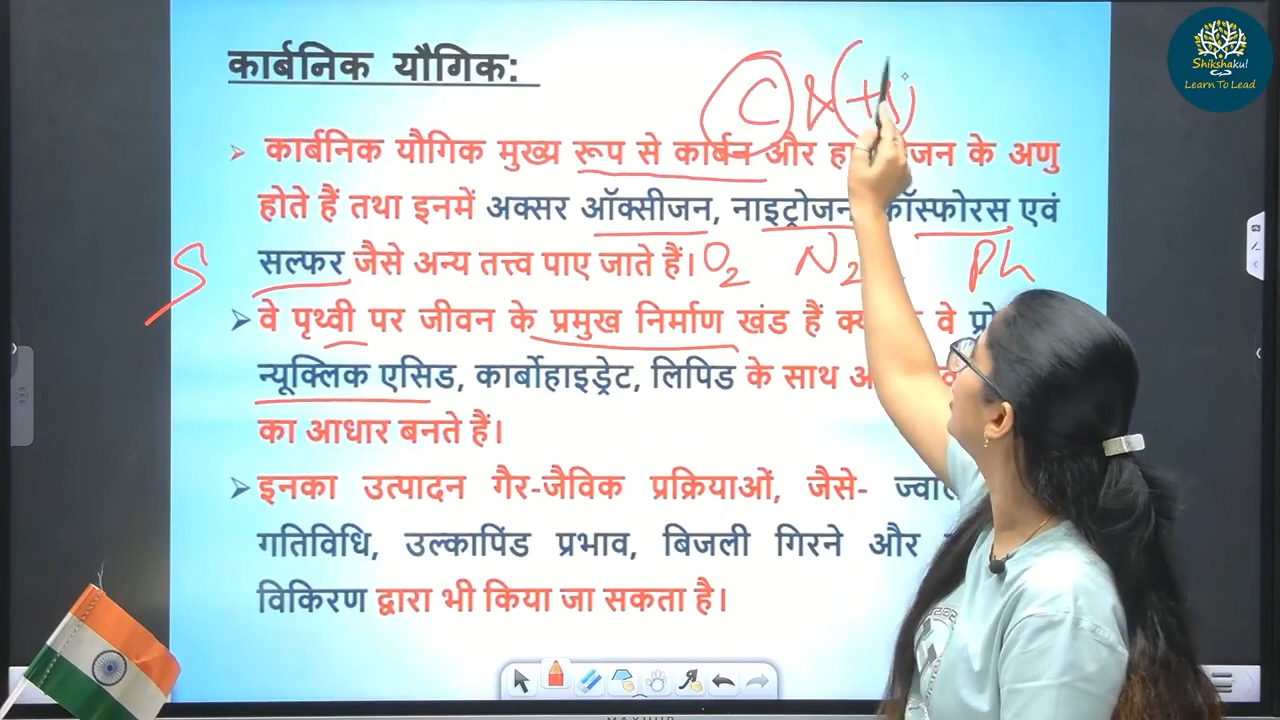 कार्बनिक यौगिक:
C & (H)
Shikshakul
Learn To Lead
➢ कार्बनिक यौगिक मुख्य रूप से कार्बन और के अणु
होते हैं तथा इनमें अक्सर ऑक्सीजन, नाइट्रोजन, फॉस्फोरस एवं
सल्फर जैसे अन्य तत्त्व पाए जाते हैं।
S O2 N2 Ph
➢ वे पृथ्वी पर जीवन के प्रमुख निर्माण खंड हैं वे
न्यूक्लिक एसिड, कार्बोहाइड्रेट, लिपिड के साथ
का आधार बनते हैं।
➢ इनका उत्पादन गैर-जैविक प्रक्रियाओं, जैसे-
गतिविधि, उल्कापिंड प्रभाव, बिजली गिरने और
विकिरण द्वारा भी किया जा सकता है।